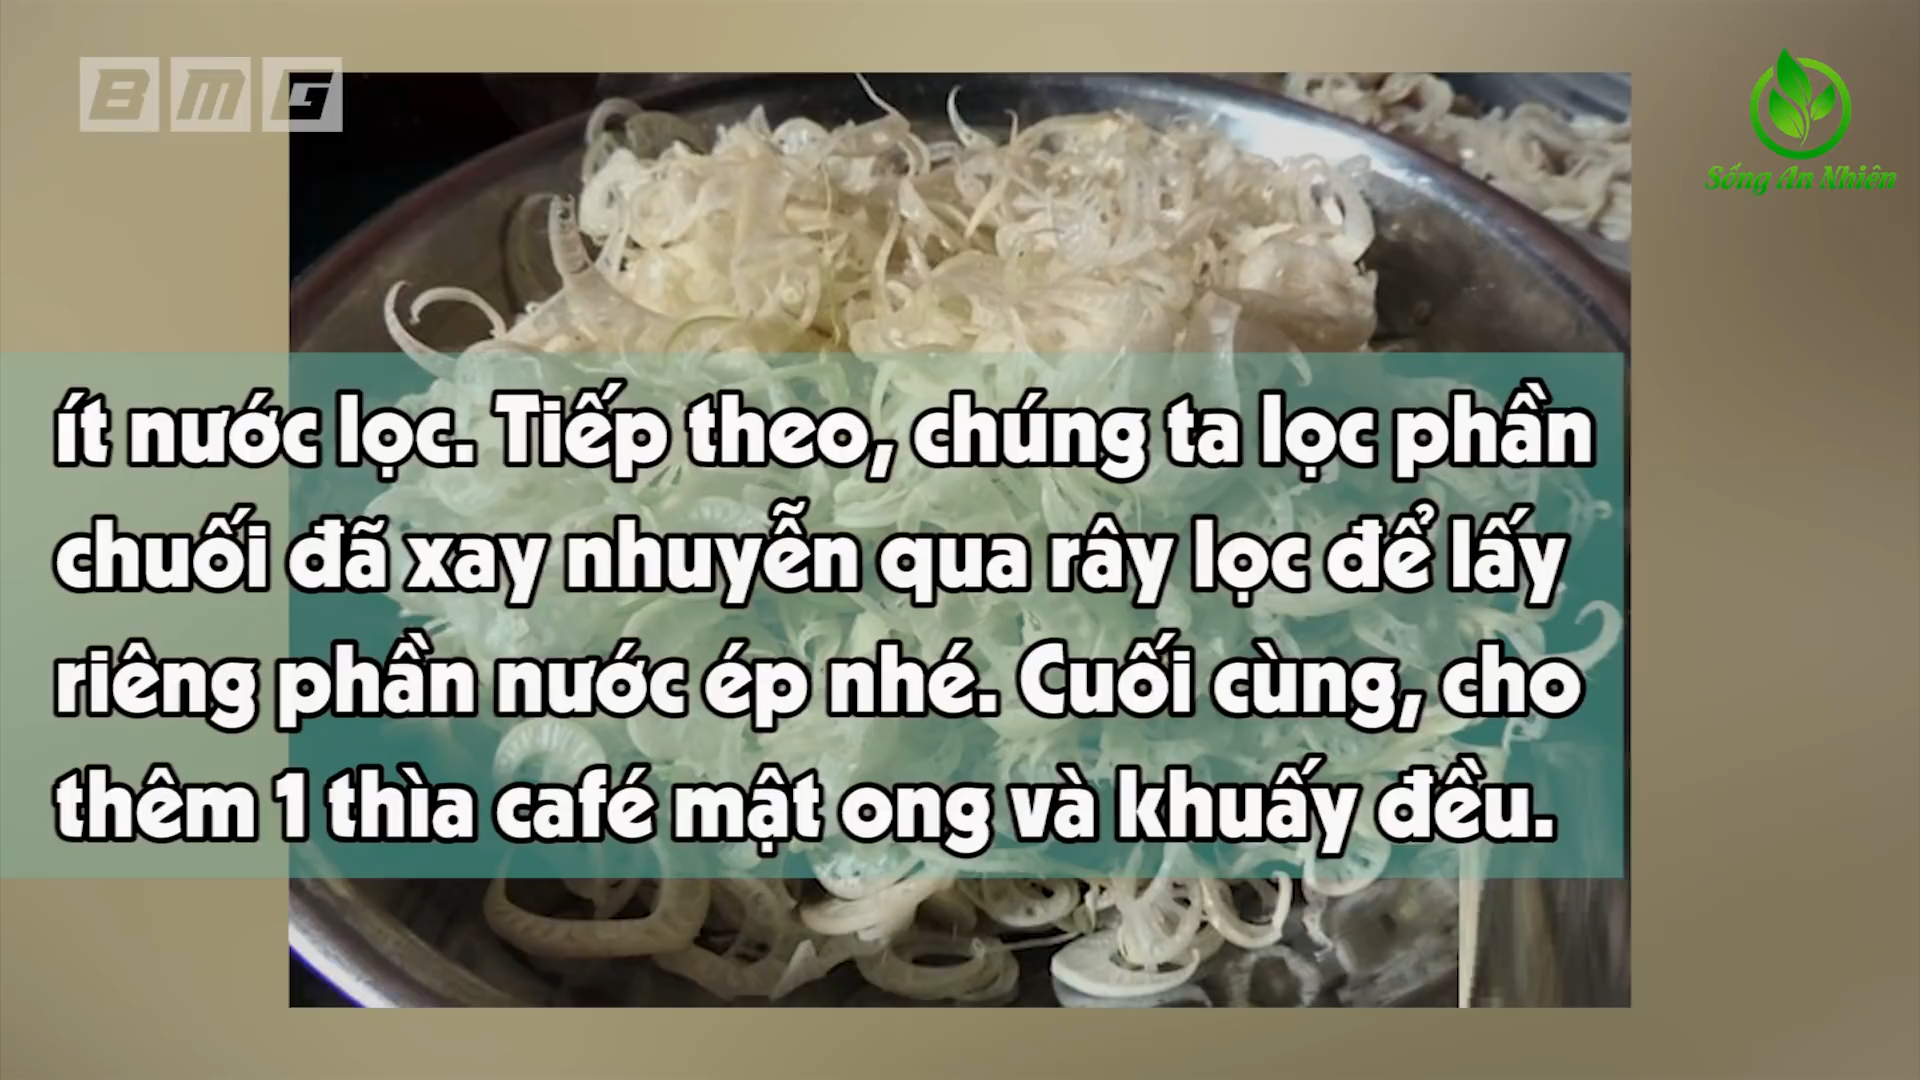 BMG
Sống An Nhiên
ít nước lọc. Tiếp theo, chúng ta lọc phần
chuối đã xay nhuyễn qua rây lọc để lấy
riêng phần nước ép nhé. Cuối cùng, cho
thêm 1 thìa café mật ong và khuấy đều.